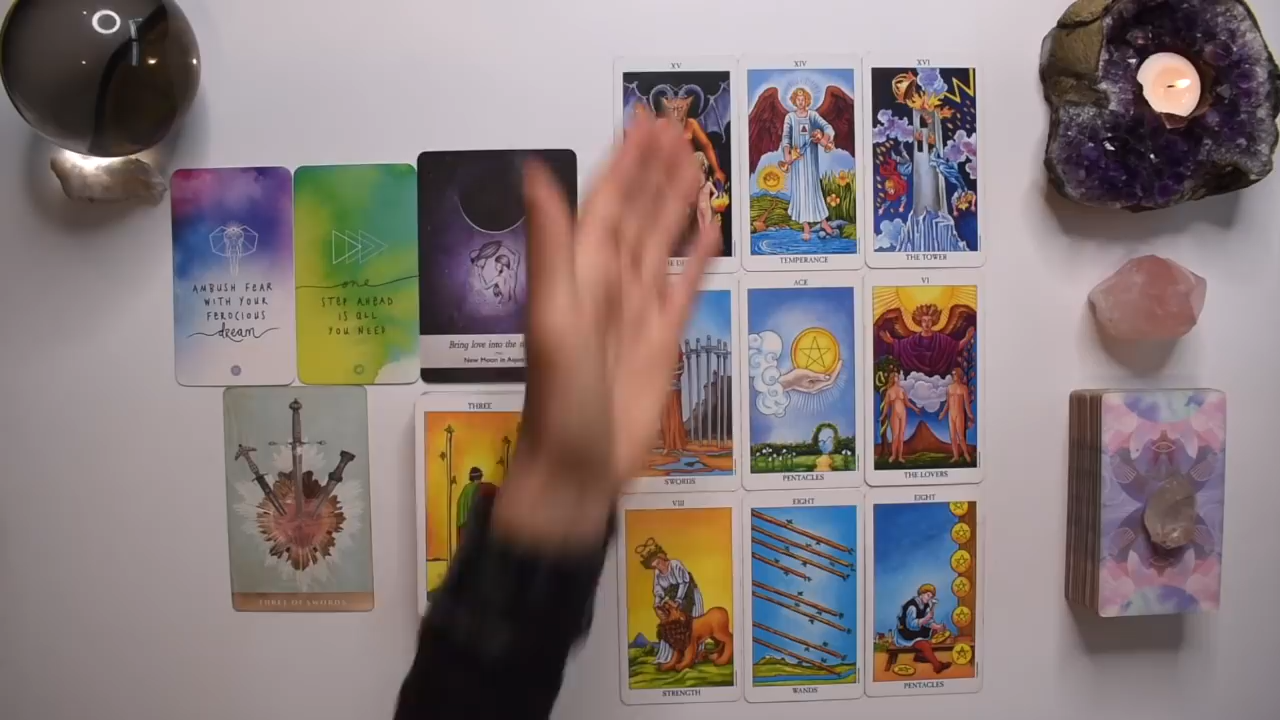 AMBUSH FEAR
WITH YOUR
FEROCIOUS
dream
one
STEP AHEAD
IS ALL
YOU NEED
Bring love into the
New Moon in
THREE OF SWORDS
THREE
XV
THE
XIV
TEMPERANCE
XVI
THE TOWER
SWORDS
ACE
PENTACLES
VI
THE LOVERS
VIII
STRENGTH
EIGHT
WANDS
EIGHT
PENTACLES